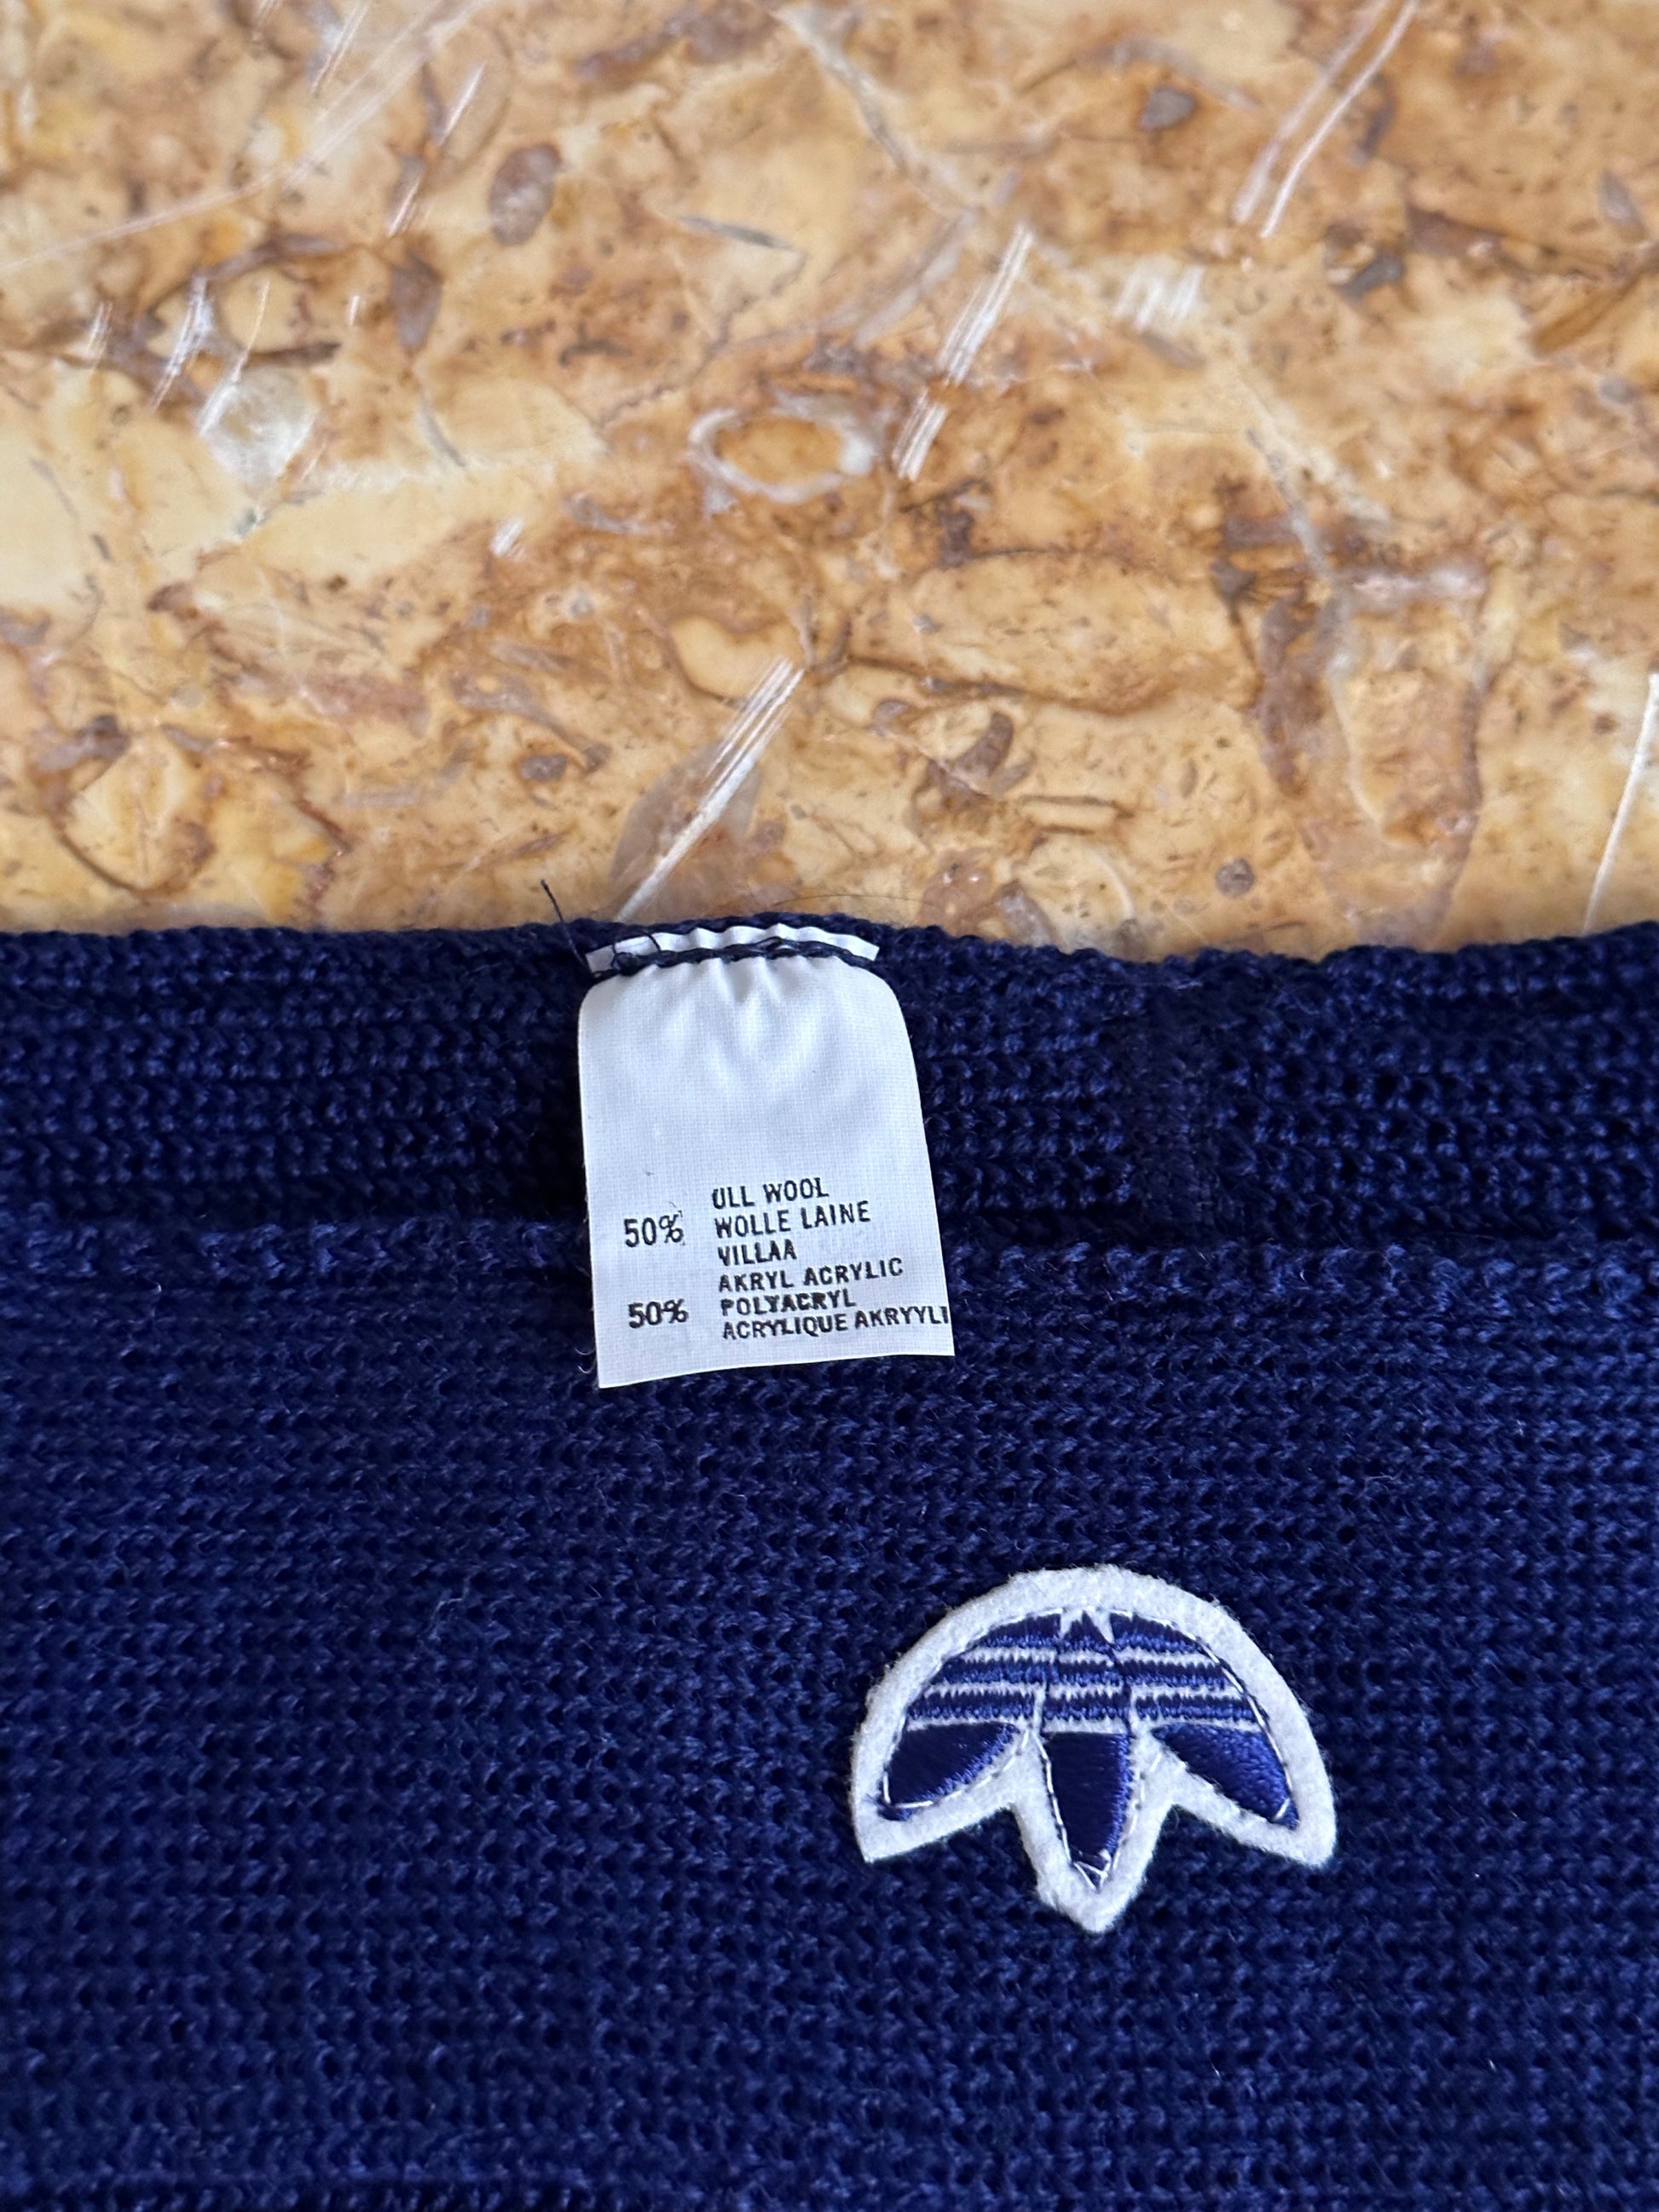 ULL WOOL
50% WOLLE LAINE
VILLAA
AKRYL ACRYLIC
50% POLYACRYL
ACRYLIQUE AKRYYLI